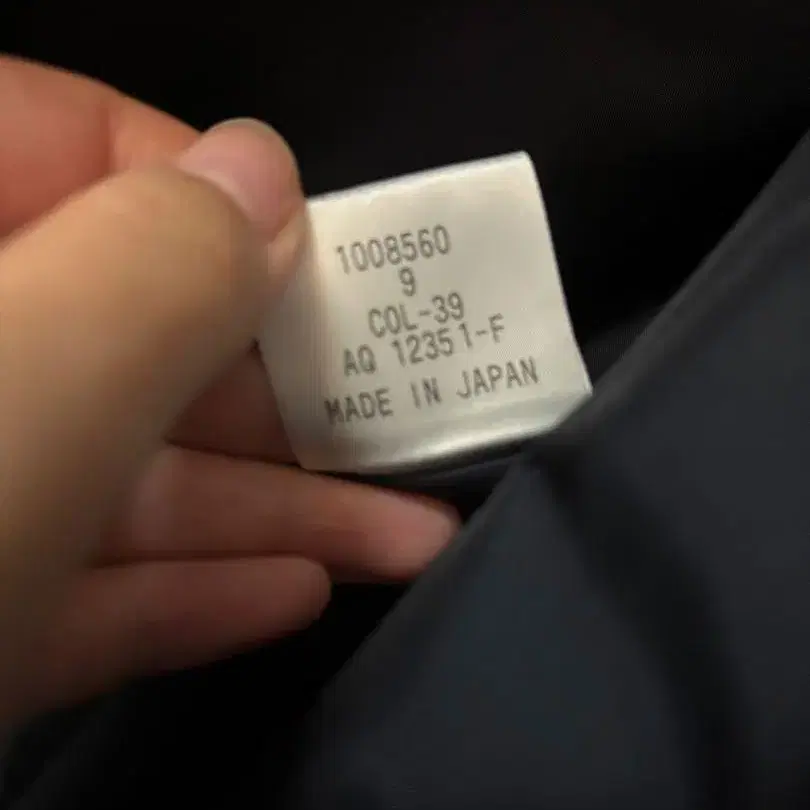 1008560
9
COL-39
AQ 12351-F
MADE IN JAPAN